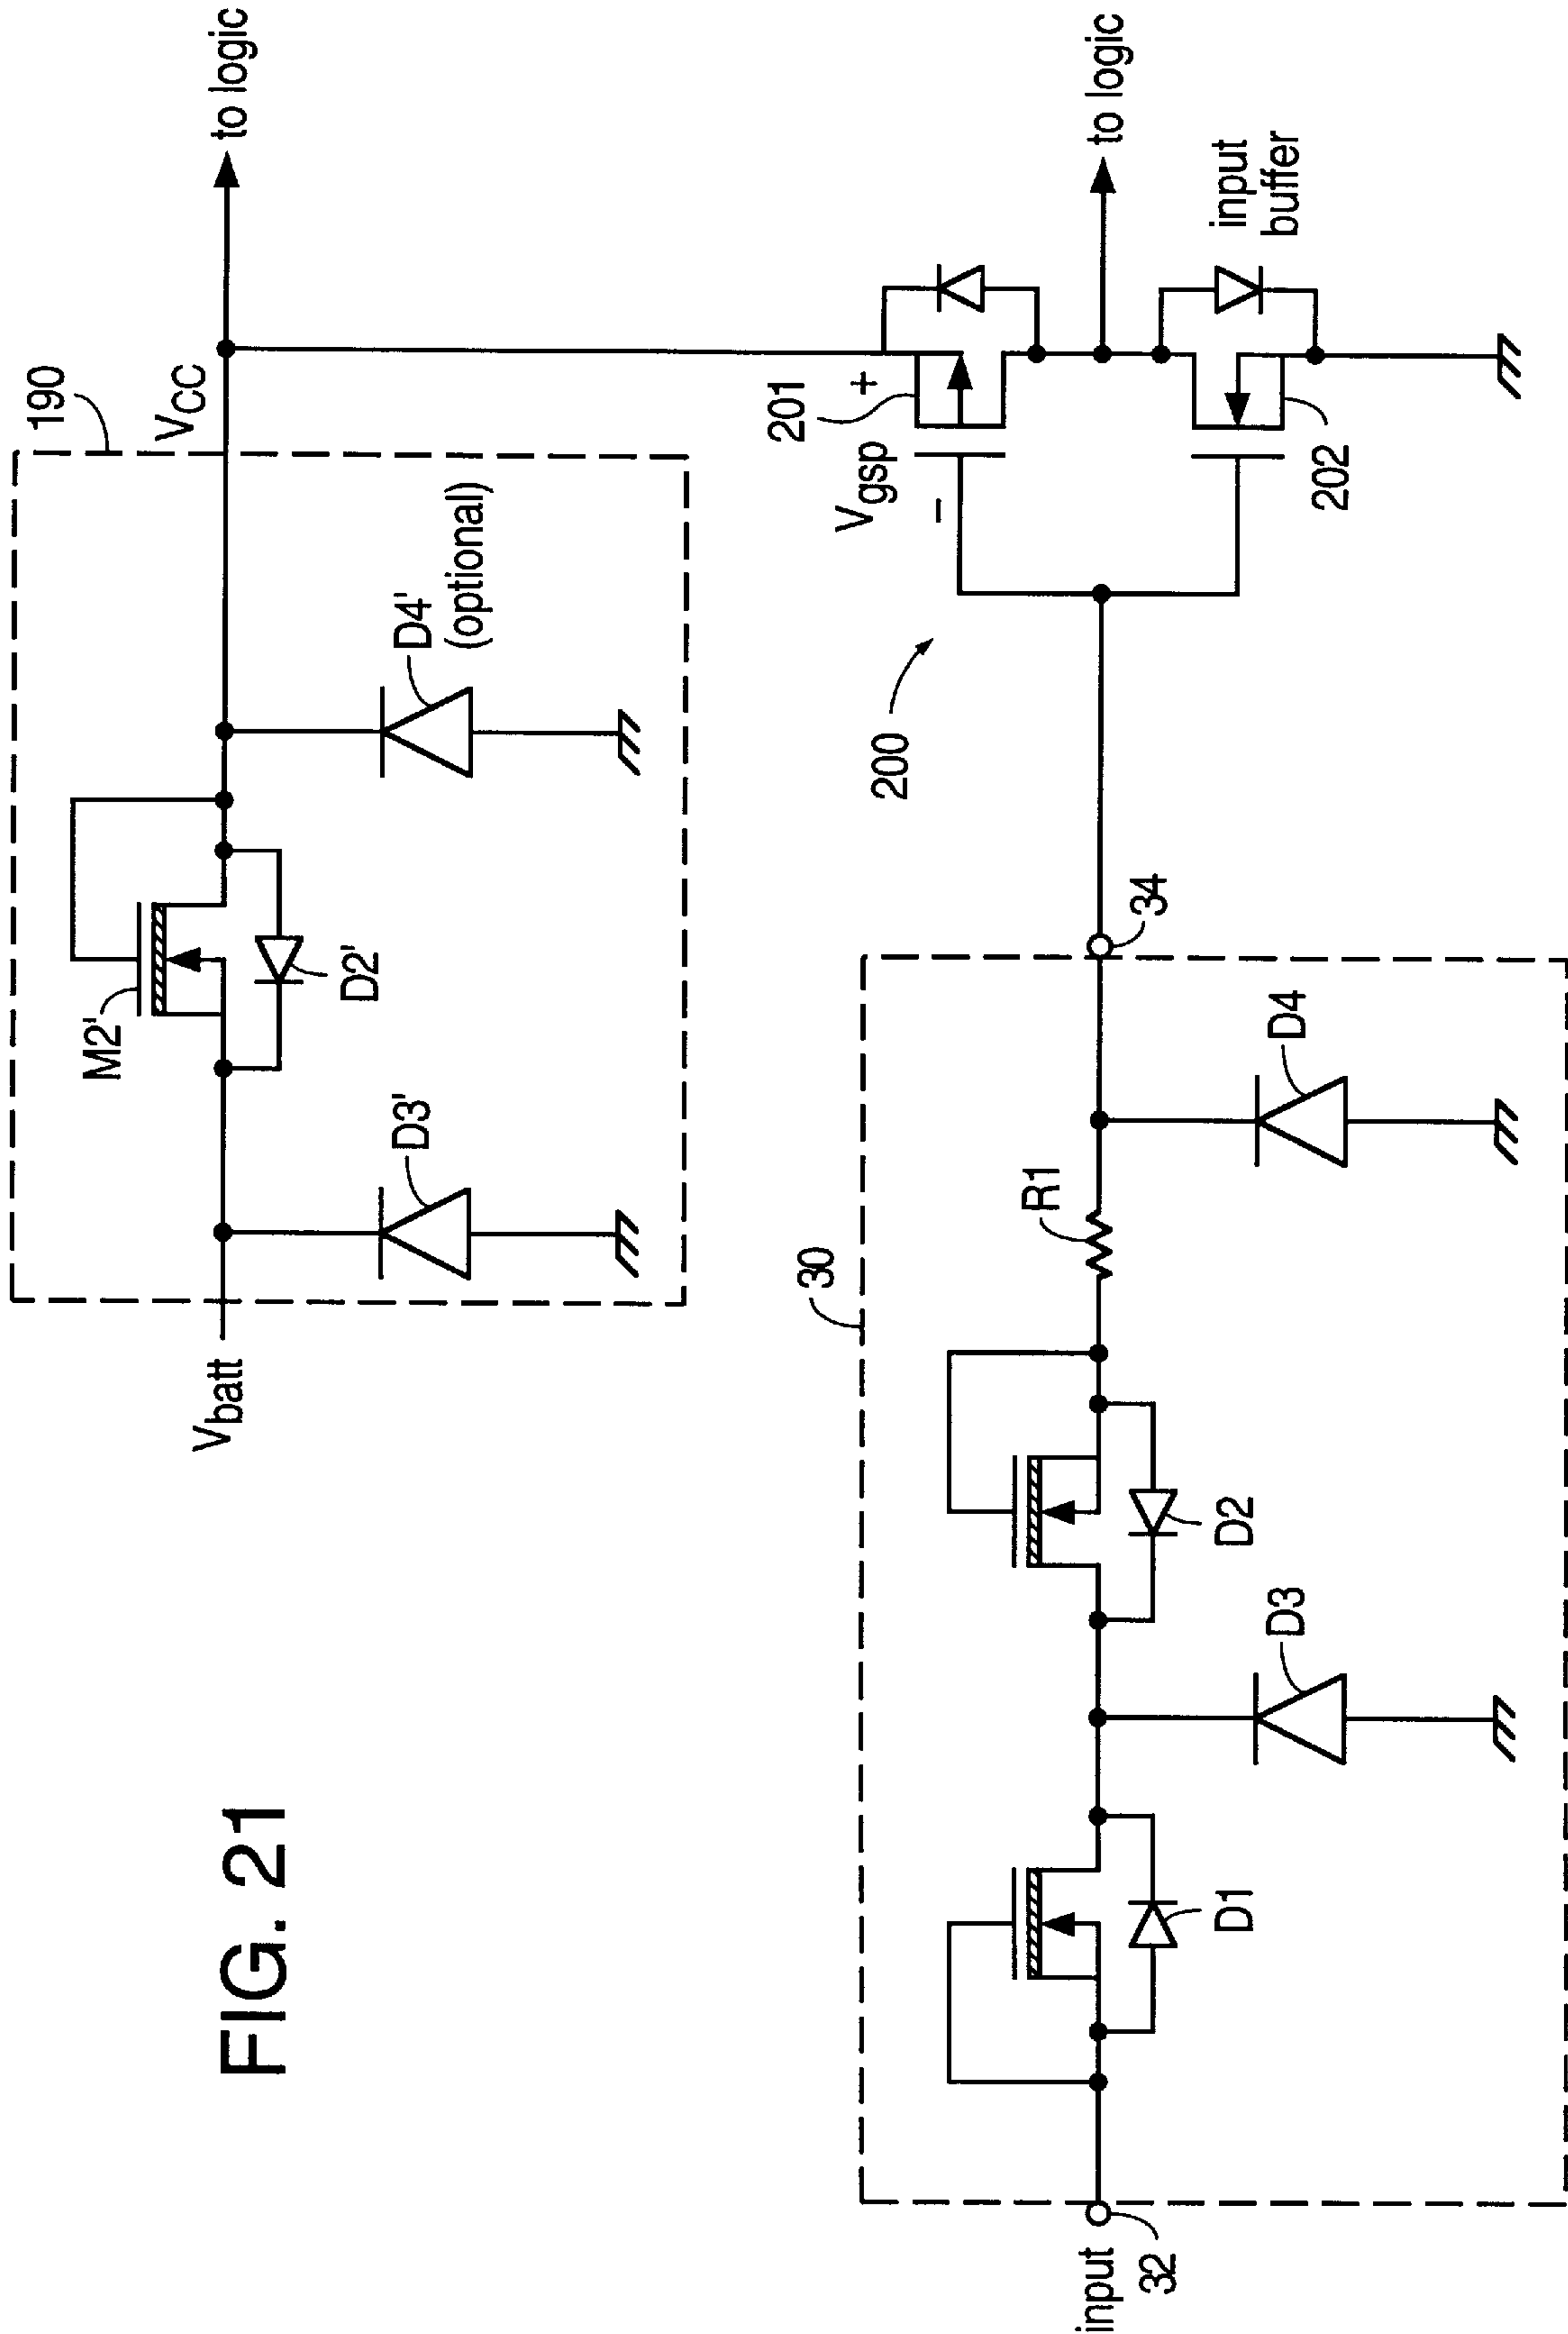 FIG. 21
190
Vbatt
VCC
to logic
M2'
D2'
D3'
D4'
(optional)
30
R1
D1
D2
D3
D4
input
32
34
200
201
+
Vgsp
-
202
to logic
input
buffer